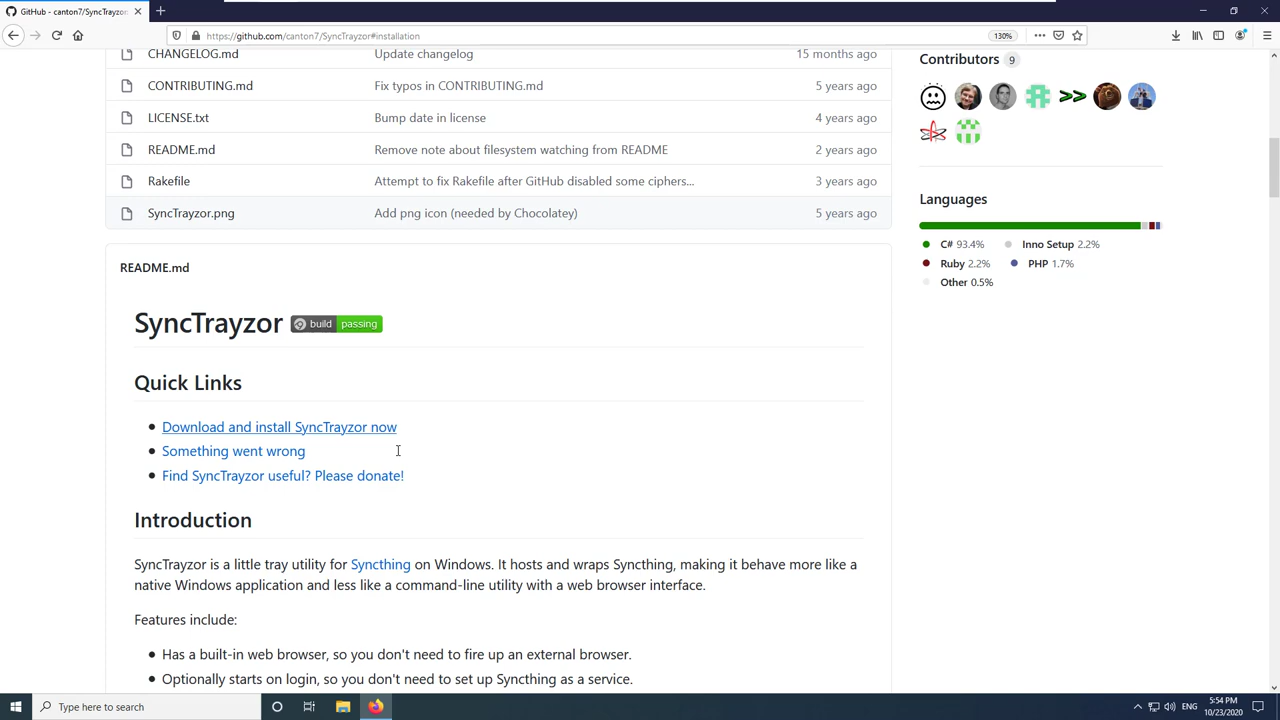 GitHub - canton7/SyncTrayzor
https://github.com/canton7/SyncTrayzor#installation
130%
CHANGELOG.md Update changelog 15 months ago
CONTRIBUTING.md Fix typos in CONTRIBUTING.md 5 years ago
LICENSE.txt Bump date in license 4 years ago
README.md Remove note about filesystem watching from README 2 years ago
Rakefile Attempt to fix Rakefile after GitHub disabled some ciphers... 3 years ago
SyncTrayzor.png Add png icon (needed by Chocolatey) 5 years ago
Contributors 9
>>
Languages
C# 93.4% Inno Setup 2.2%
Ruby 2.2% PHP 1.7%
Other 0.5%
README.md
SyncTrayzor build passing
Quick Links
Download and install SyncTrayzor now
Something went wrong
Find SyncTrayzor useful? Please donate!
Introduction
SyncTrayzor is a little tray utility for Syncthing on Windows. It hosts and wraps Syncthing, making it behave more like a
native Windows application and less like a command-line utility with a web browser interface.
Features include:
Has a built-in web browser, so you don't need to fire up an external browser.
Optionally starts on login, so you don't need to set up Syncthing as a service.
Type here to search
ENG
5:54 PM
10/23/2020